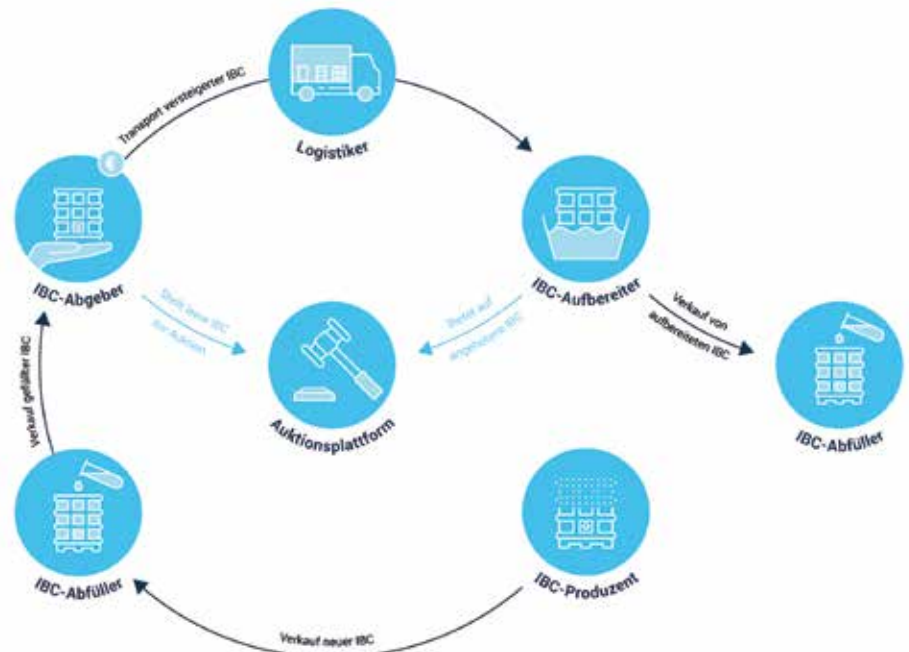 Transport versteigerter IBC
Logistiker
IBC-Abgeber
IBC-Aufbereiter
Stellt leere IBC
zur Auktion
Bietet auf
angebotene IBC
Verkauf von
aufbereiteten IBC
Verkauf gefüllter IBC
Auktionsplattform
IBC-Abfüller
IBC-Abfüller
IBC-Produzent
Verkauf neuer IBC